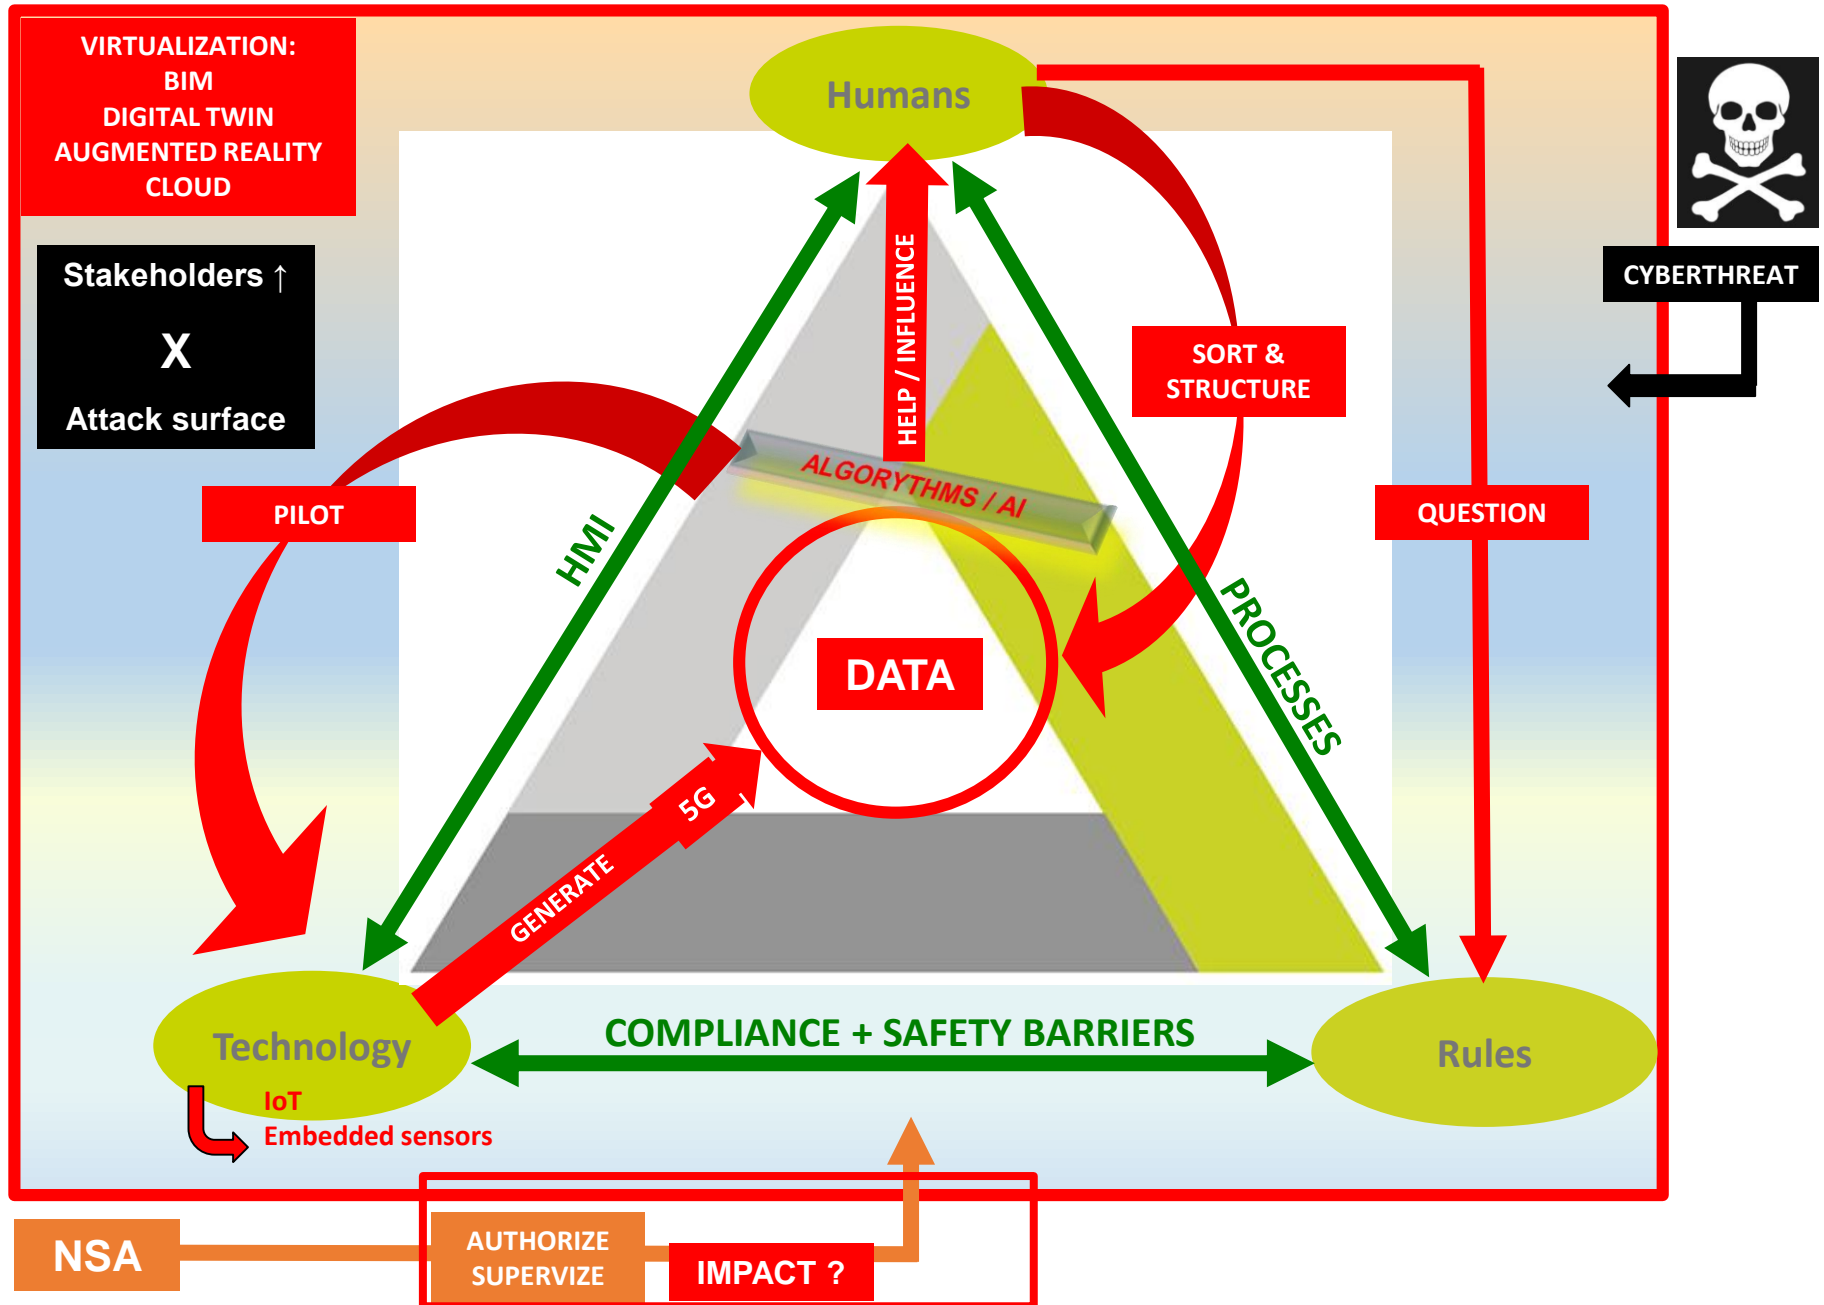 VIRTUALIZATION:
BIM
DIGITAL TWIN
AUGMENTED REALITY
CLOUD
Humans
Stakeholders ↑
X
Attack surface
CYBERTHREAT
HELP / INFLUENCE
SORT &
STRUCTURE
ALGORYTHMS / AI
PILOT
QUESTION
HMI
PROCESSES
DATA
5G
GENERATE
COMPLIANCE + SAFETY BARRIERS
Technology
Rules
IoT
Embedded sensors
NSA
AUTHORIZE
SUPERVIZE
IMPACT ?